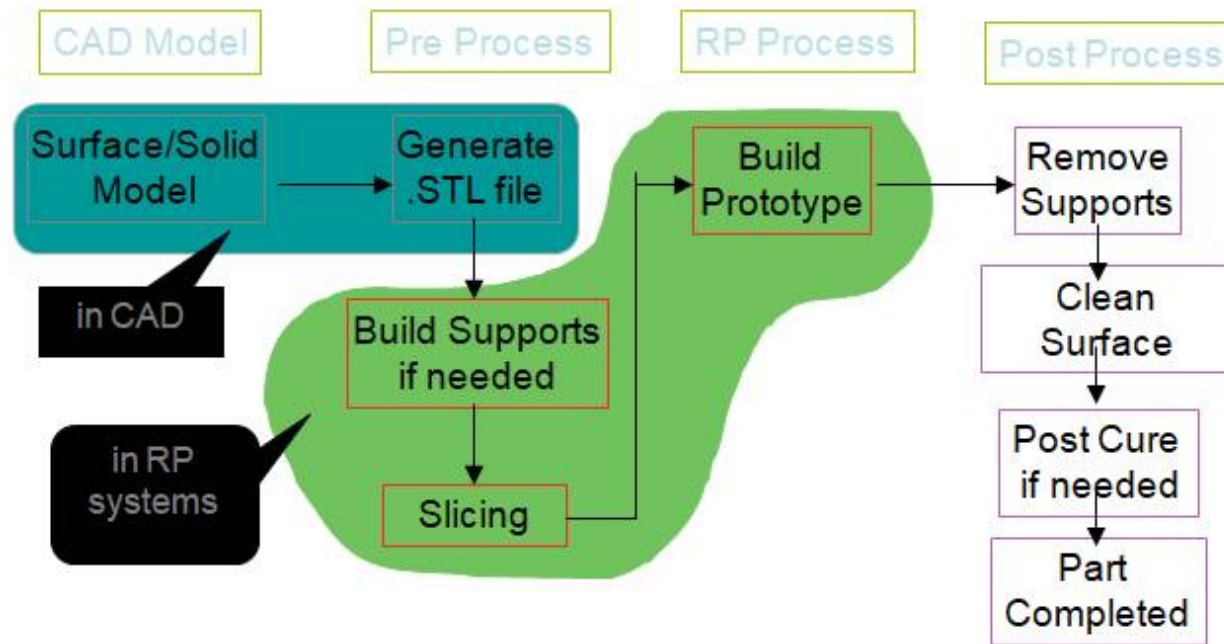 CAD Model
Pre Process
RP Process
Post Process
Surface/Solid
Model
Generate
.STL file
Build
Prototype
Remove
Supports
in CAD
Build Supports
if needed
Clean
Surface
in RP
systems
Slicing
Post Cure
if needed
Part
Completed